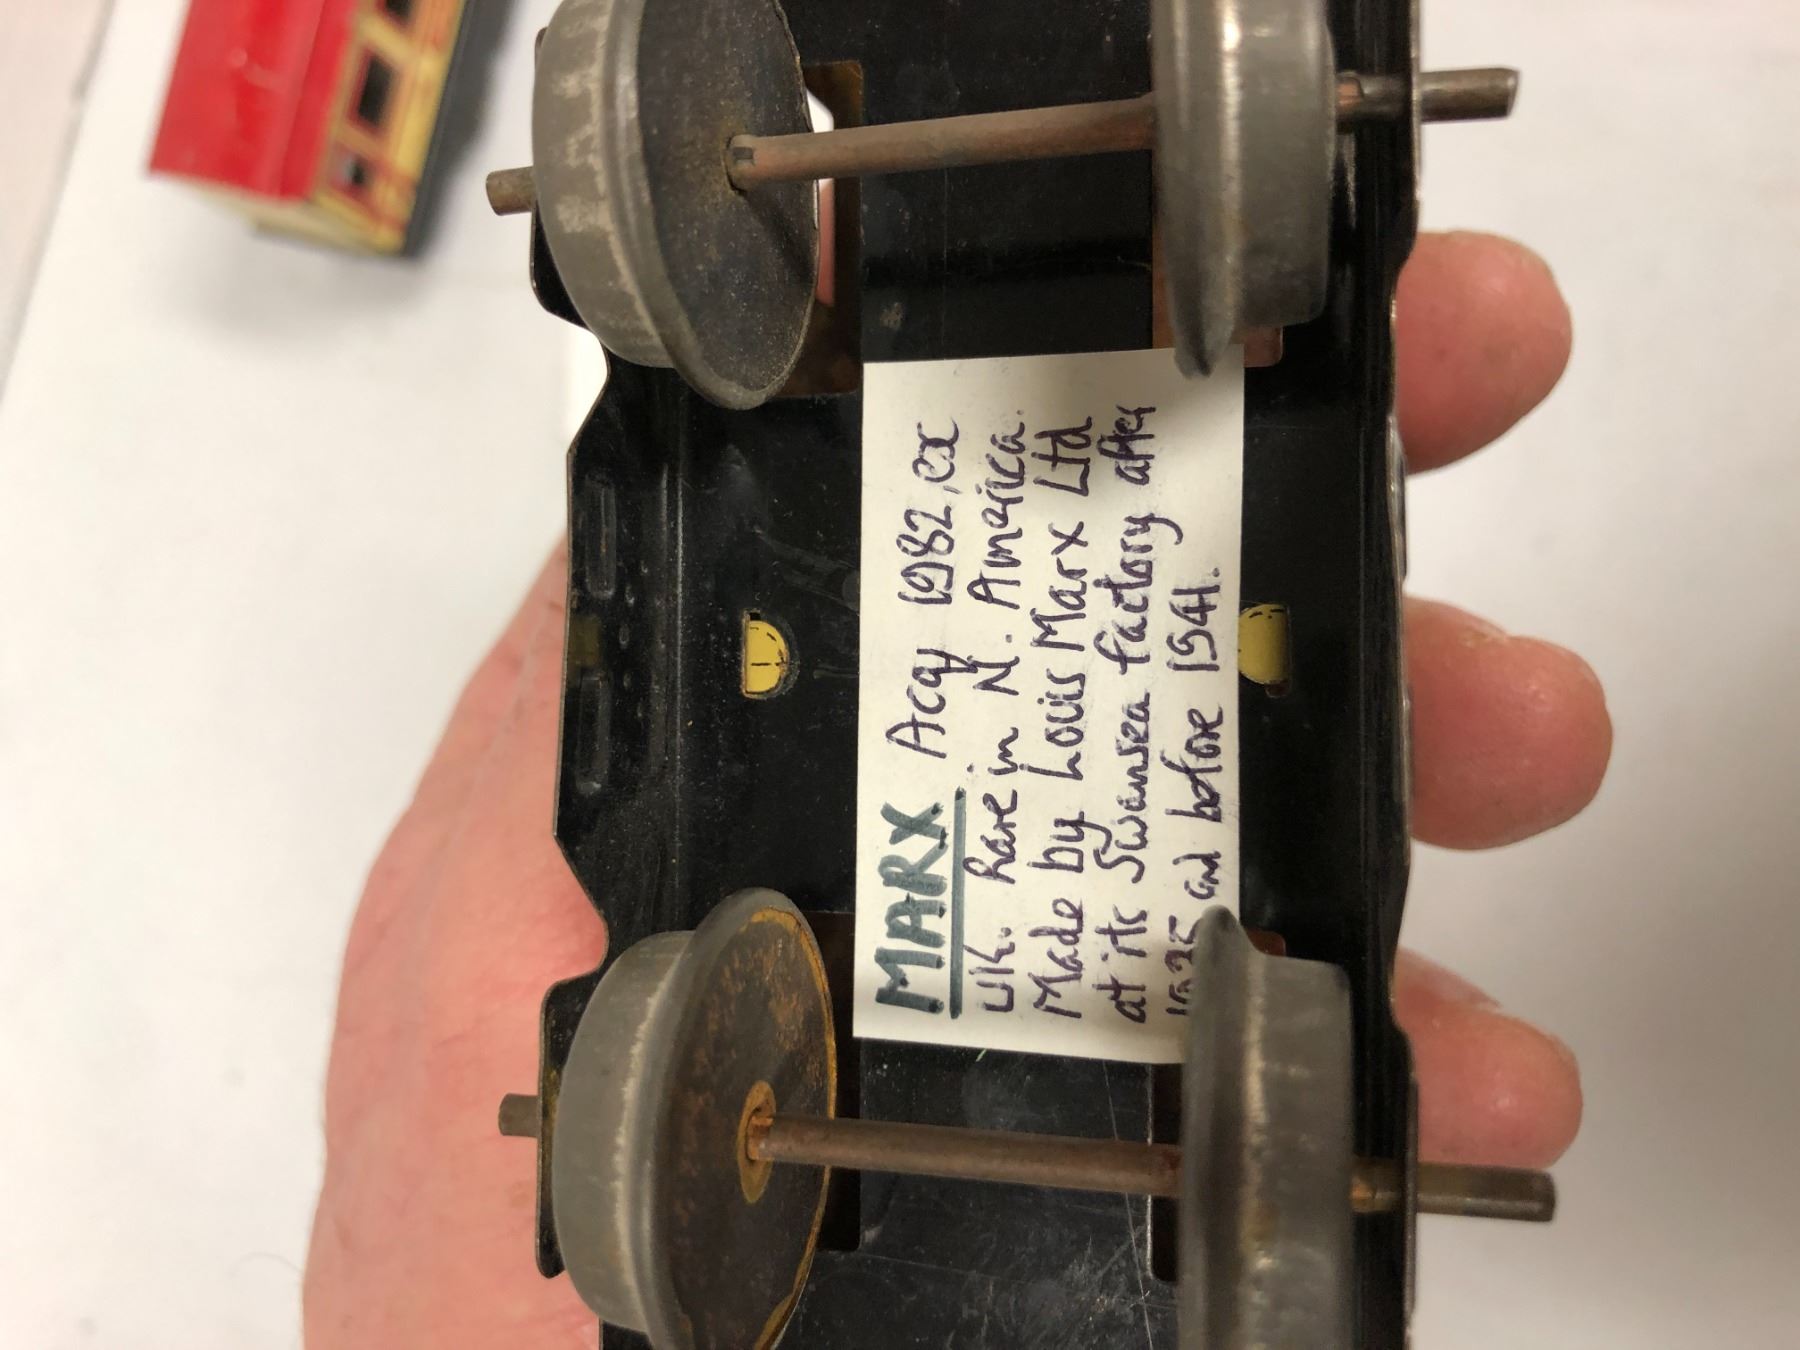 MARX Acq 1982, ex
UK. Rare in N. America.
Made by Louis Marx Ltd
at its Swansea factory after
1935 and before 1941.